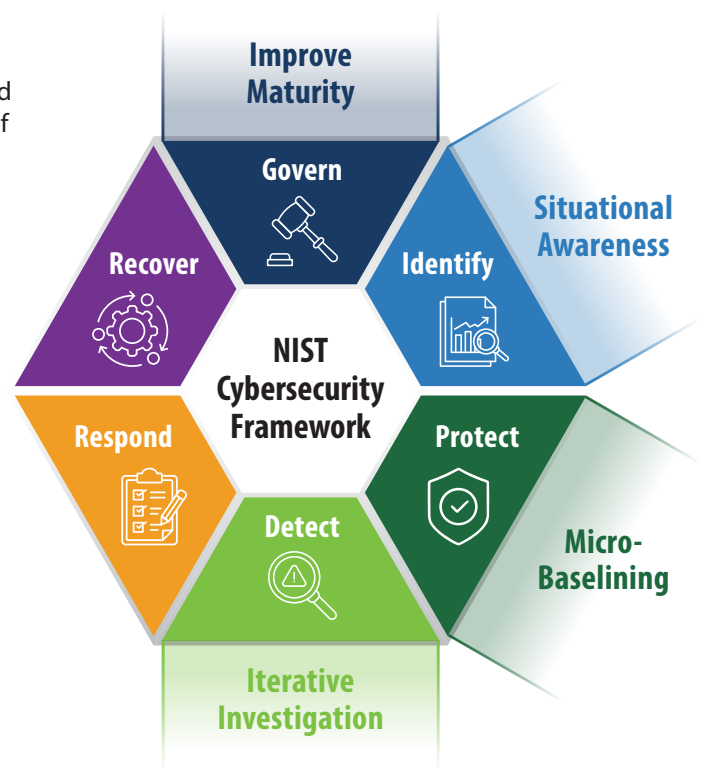 d
f
Improve
Maturity
Govern
Situational
Awareness
Identify
Recover
NIST
Cybersecurity
Framework
Respond
Protect
Detect
Micro-
Baselining
Iterative
Investigation